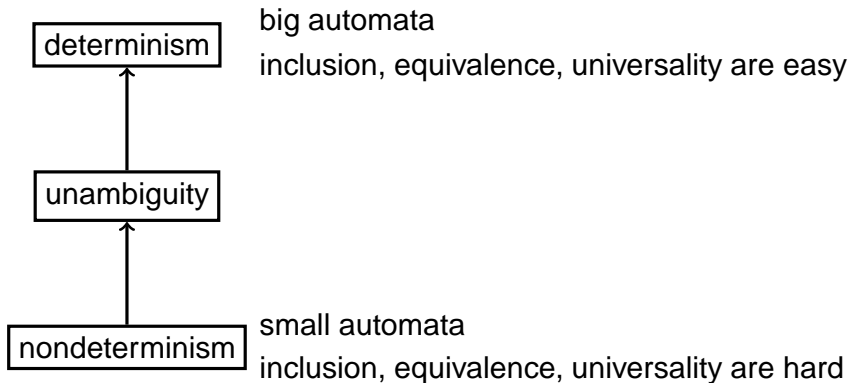 determinism
big automata
inclusion, equivalence, universality are easy
unambiguity
nondeterminism
small automata
inclusion, equivalence, universality are hard